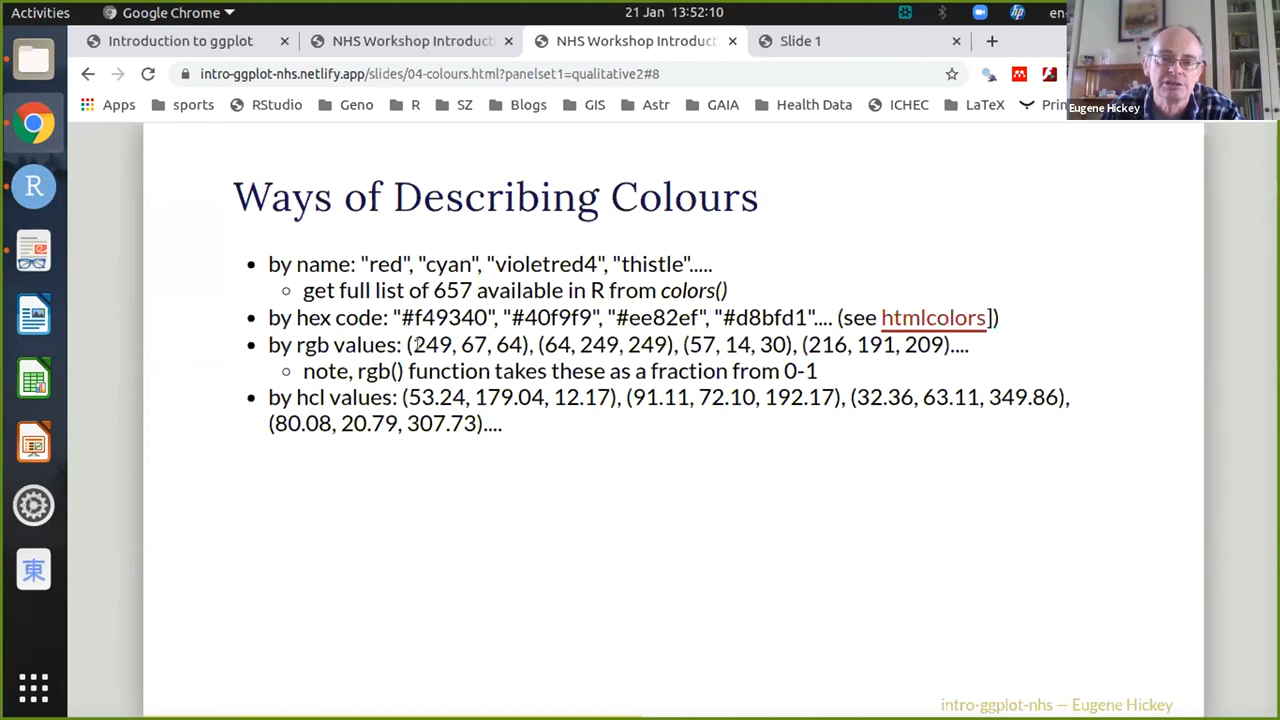 Activities Google Chrome 21 Jan 13:52:10 en
Introduction to ggplot NHS Workshop Introduct NHS Workshop Introduc Slide 1
intro-ggplot-nhs.netlify.app/slides/04-colours.html?panelset1=qualitative2#8
Apps sports RStudio Geno R SZ Blogs GIS Astr GAIA Health Data ICHEC LaTeX Prin
Eugene Hickey
Ways of Describing Colours
by name: "red", "cyan", "violetred4", "thistle".....
get full list of 657 available in R from colors()
by hex code: "#f49340", "#40f9f9", "#ee82ef", "#d8bfd1".... (see htmlcolors])
by rgb values: (249, 67, 64), (64, 249, 249), (57, 14, 30), (216, 191, 209)....
note, rgb() function takes these as a fraction from 0-1
by hcl values: (53.24, 179.04, 12.17), (91.11, 72.10, 192.17), (32.36, 63.11, 349.86),
(80.08, 20.79, 307.73)....
R
東
intro-ggplot-nhs — Eugene Hickey